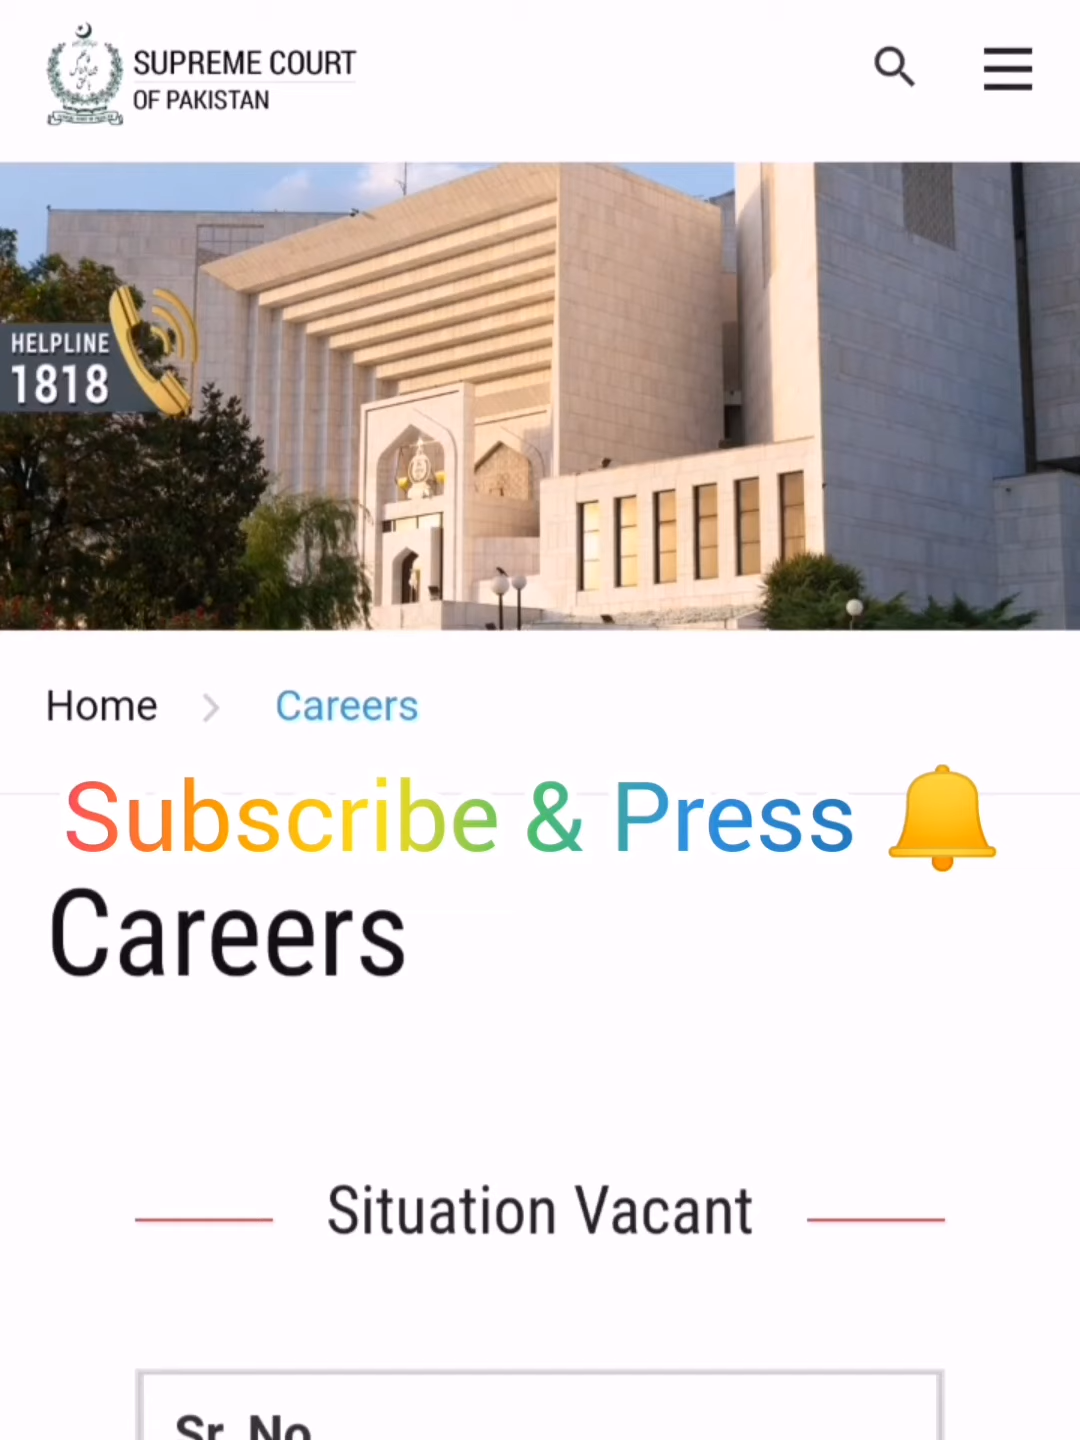 SUPREME COURT
OF PAKISTAN
HELPLINE
1818
Home
Careers
Subscribe & Press 🔔
Careers
Situation Vacant
Sr. No